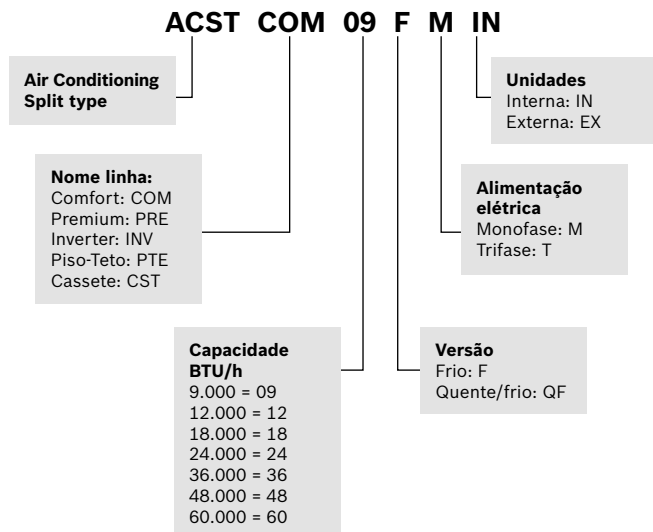 ACST COM 09 F M IN
Air Conditioning
Split type
Unidades
Interna: IN
Externa: EX
Nome linha:
Comfort: COM
Premium: PRE
Inverter: INV
Piso-Teto: PTE
Cassete: CST
Alimentação
elétrica
Monofase: M
Trifase: T
Capacidade
BTU/h
9.000 = 09
12.000 = 12
18.000 = 18
24.000 = 24
36.000 = 36
48.000 = 48
60.000 = 60
Versão
Frio: F
Quente/frio: QF